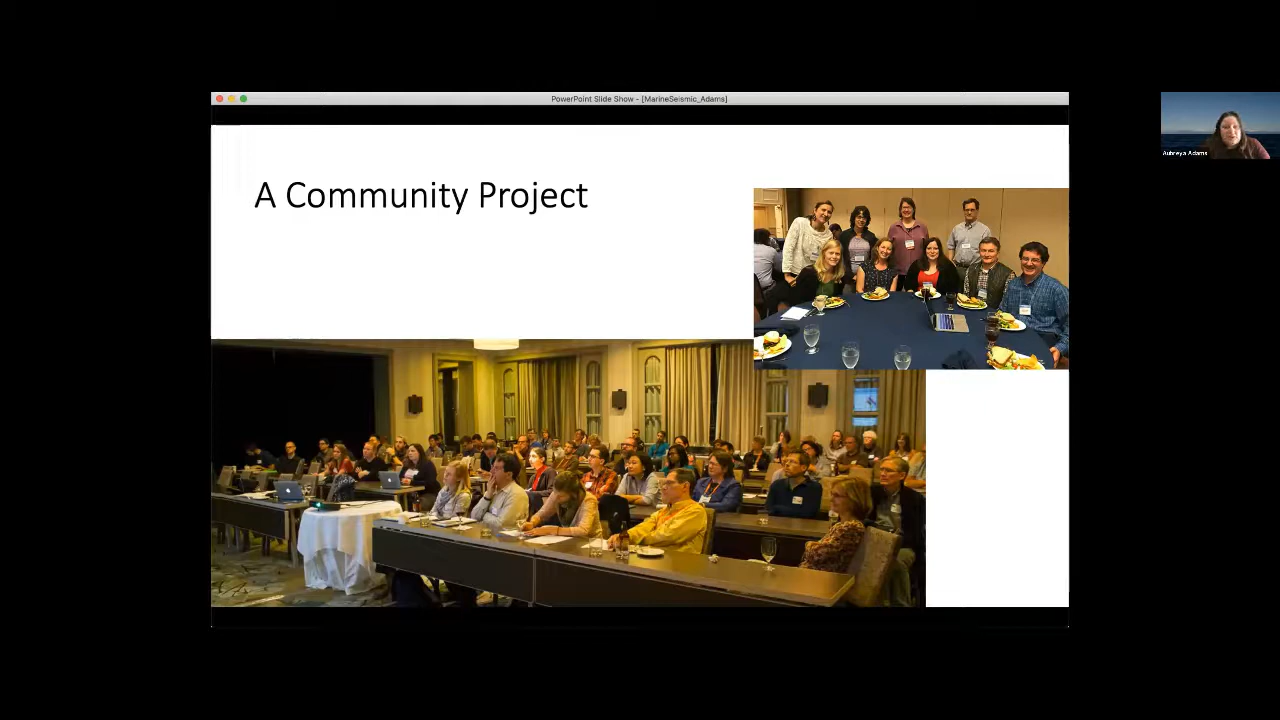 PowerPoint Slide Show - [MarineSeismic_Adams]
A Community Project
Aubreya Adams